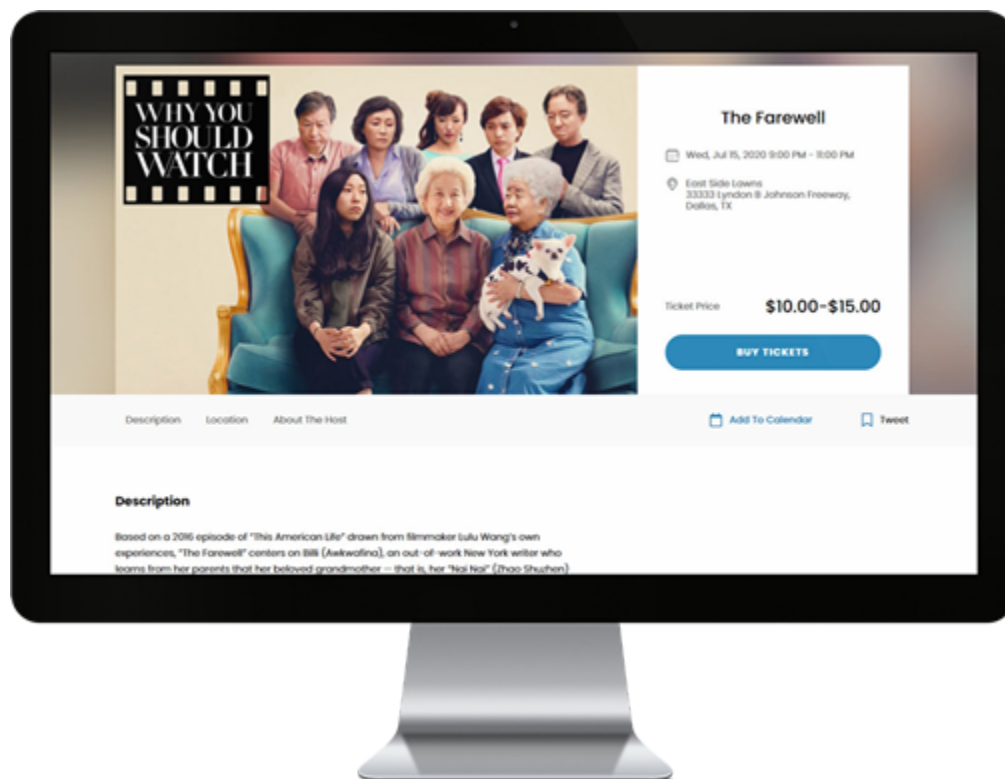 WHY YOU
SHOULD
WATCH
The Farewell
Wed, Jul 15, 2020 9:00 PM - 11:00 PM
East Side Lawns
33333 Lyndon B Johnson Freeway,
Dallas, TX
Ticket Price $10.00-$15.00
BUY TICKETS
Description Location About The Host Add To Calendar Tweet
Description
Based on a 2016 episode of "This American Life" drawn from filmmaker Lulu Wang's own
experiences, "The Farewell" centers on Billi (Awkwafina), an out-of-work New York writer who
learns from her parents that her beloved grandmother — that is, her "Nai Nai" (Zhao Shuzhen)